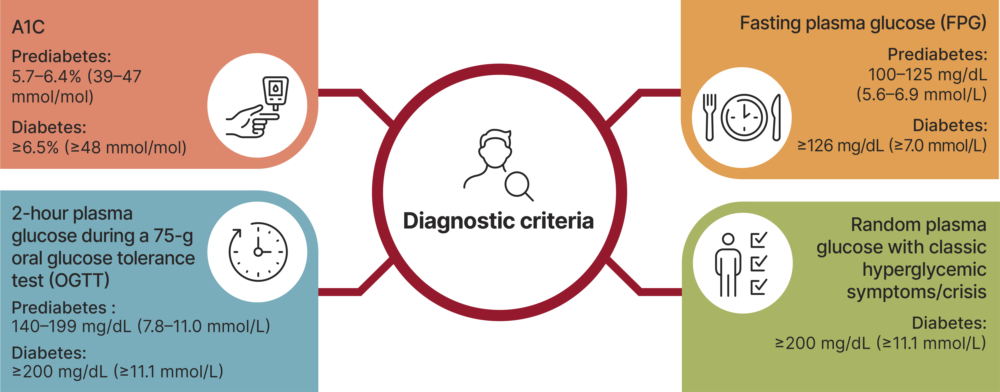 A1C
Prediabetes:
5.7–6.4% (39–47
mmol/mol)
Diabetes:
≥6.5% (≥48 mmol/mol)
Fasting plasma glucose (FPG)
Prediabetes:
100–125 mg/dL
(5.6–6.9 mmol/L)
Diabetes:
≥126 mg/dL (≥7.0 mmol/L)
Diagnostic criteria
2-hour plasma
glucose during a 75-g
oral glucose tolerance
test (OGTT)
Prediabetes :
140–199 mg/dL (7.8–11.0 mmol/L)
Diabetes:
≥200 mg/dL (≥11.1 mmol/L)
Random plasma
glucose with classic
hyperglycemic
symptoms/crisis
Diabetes:
≥200 mg/dL (≥11.1 mmol/L)